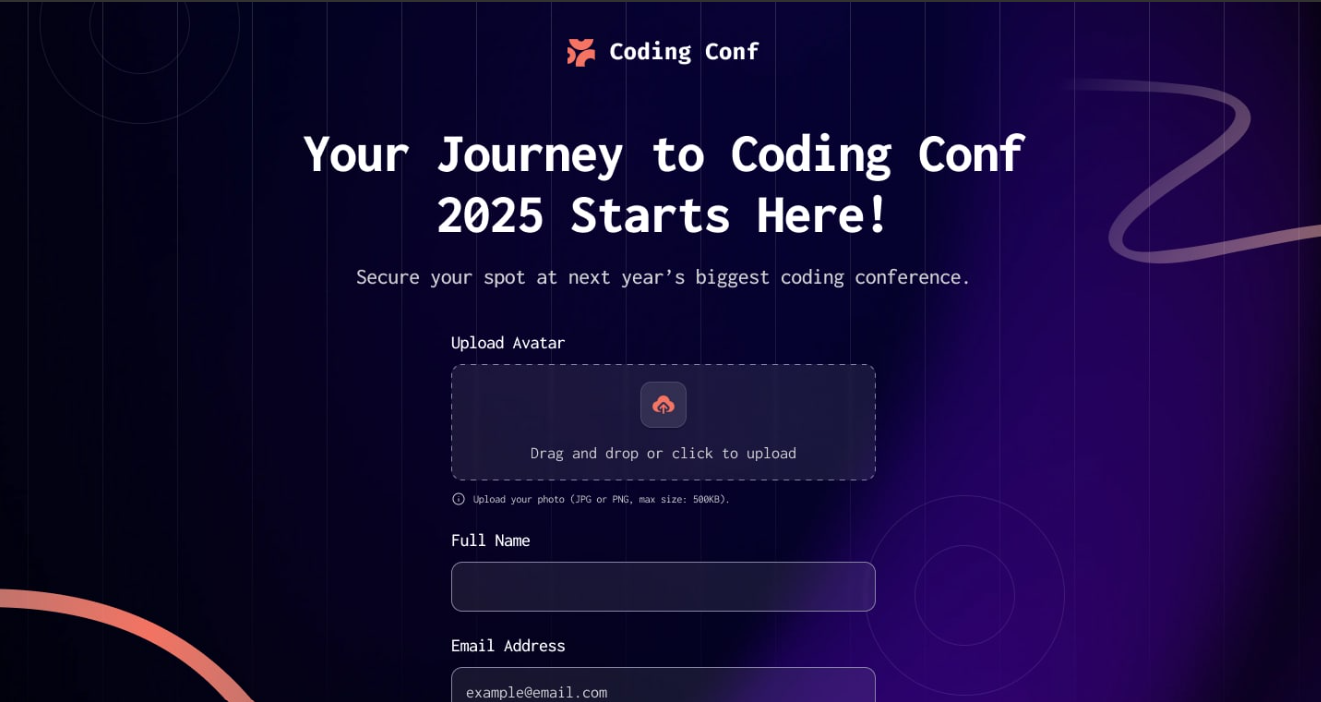 Coding Conf
Your Journey to Coding Conf
2025 Starts Here!
Secure your spot at next year’s biggest coding conference.
Upload Avatar
Drag and drop or click to upload
Upload your photo (JPG or PNG, max size: 500KB).
Full Name
Email Address
example@email.com